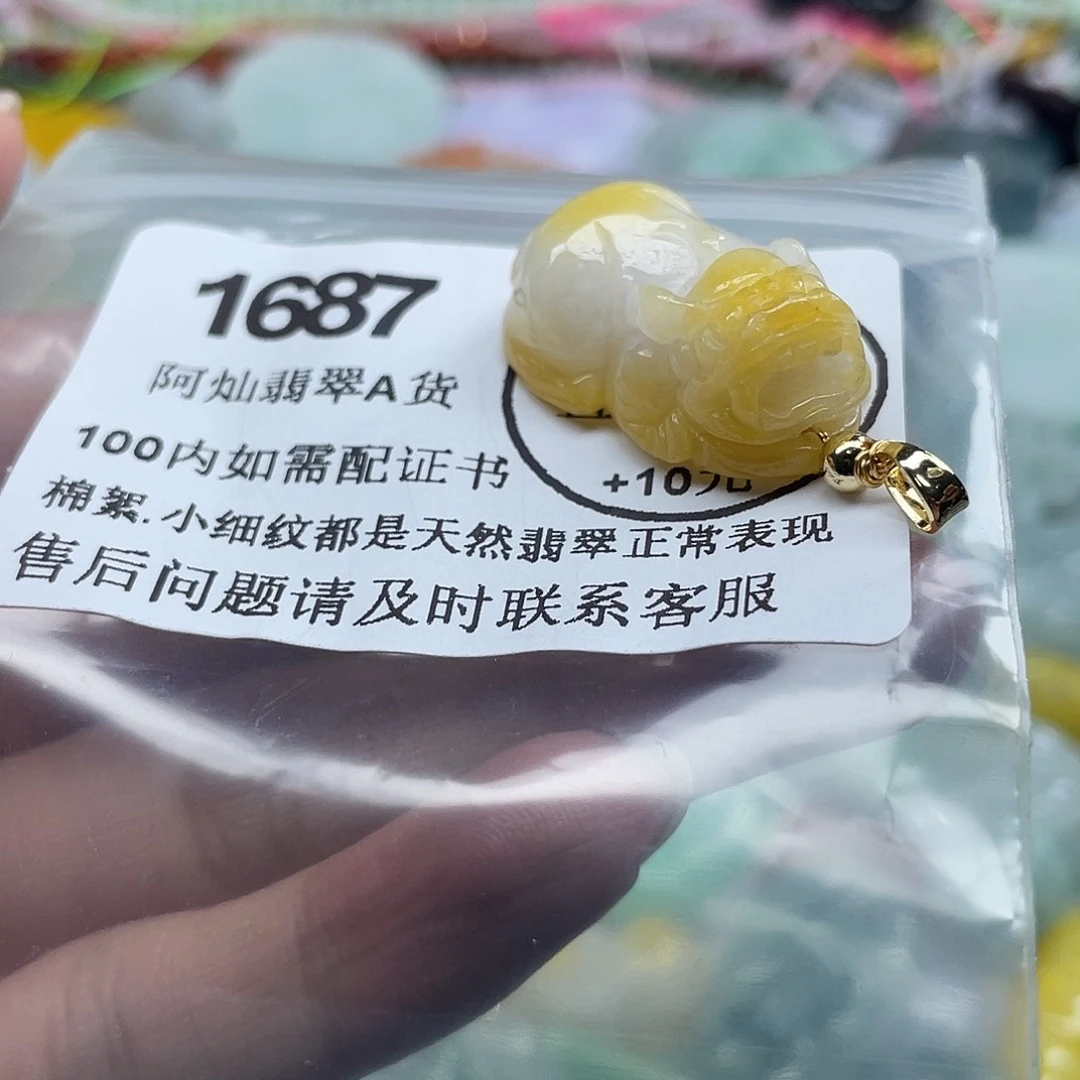 1687
阿灿翡翠A货
100内如需配证书
+10元
棉絮.小细纹都是天然翡翠正常表现
售后问题请及时联系客服